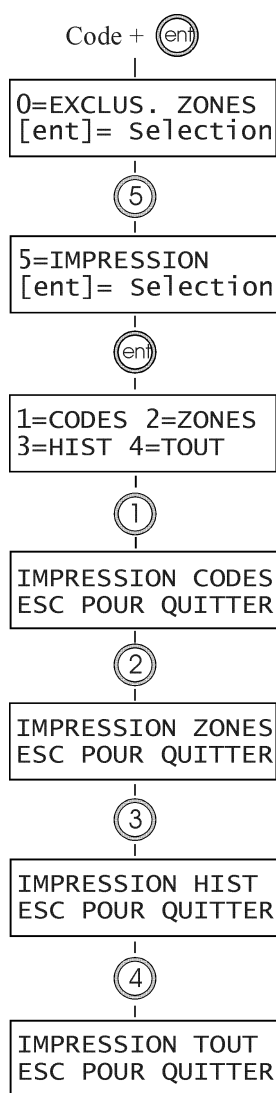 Code + ent
0=EXCLUS. ZONES
[ent]= Selection
5
5=IMPRESSION
[ent]= Selection
ent
1=CODES 2=ZONES
3=HIST 4=TOUT
1
IMPRESSION CODES
ESC POUR QUITTER
2
IMPRESSION ZONES
ESC POUR QUITTER
3
IMPRESSION HIST
ESC POUR QUITTER
4
IMPRESSION TOUT
ESC POUR QUITTER